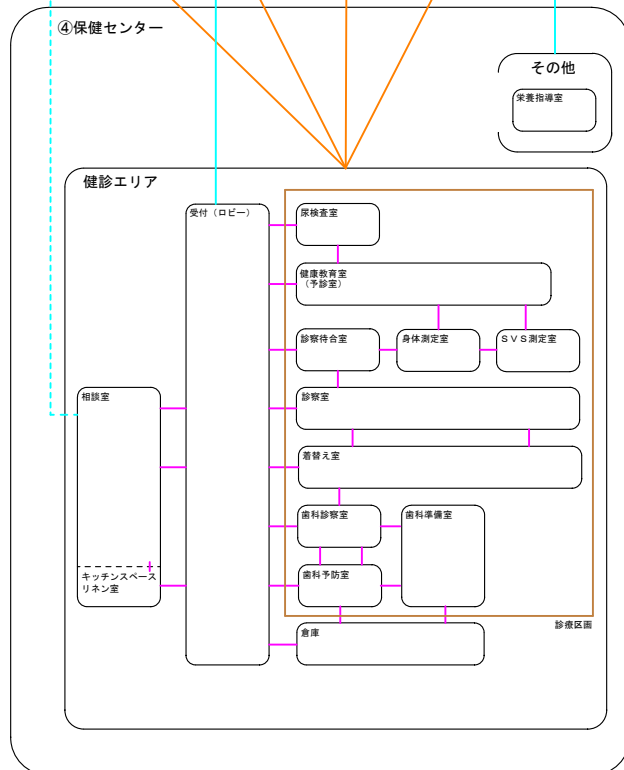 ④保健センター
その他
栄養指導室
健診エリア
受付（ロビー）
尿検査室
健康教育室
（予診室）
診察待合室
身体測定室
ＳＶＳ測定室
相談室
診察室
着替え室
歯科診察室
歯科準備室
キッチンスペース
リネン室
歯科予防室
倉庫
診療区画